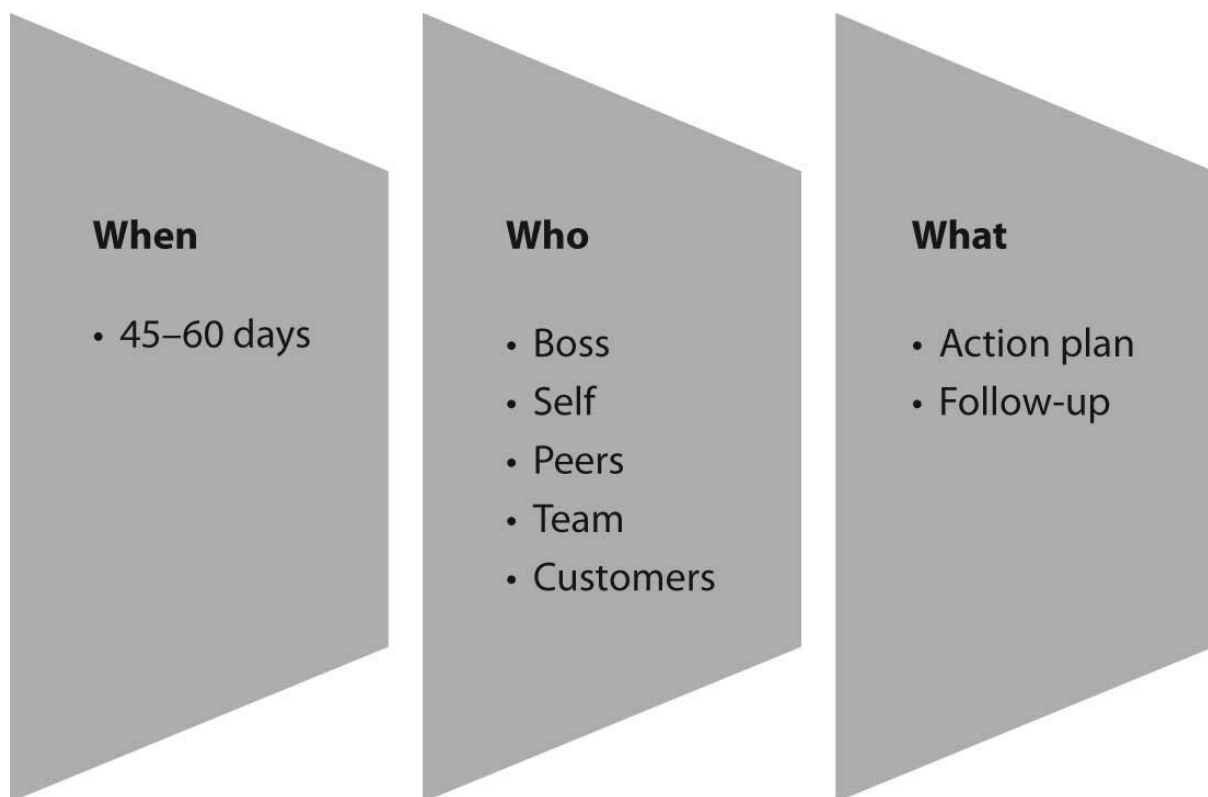 When
• 45–60 days
Who
• Boss
• Self
• Peers
• Team
• Customers
What
• Action plan
• Follow-up